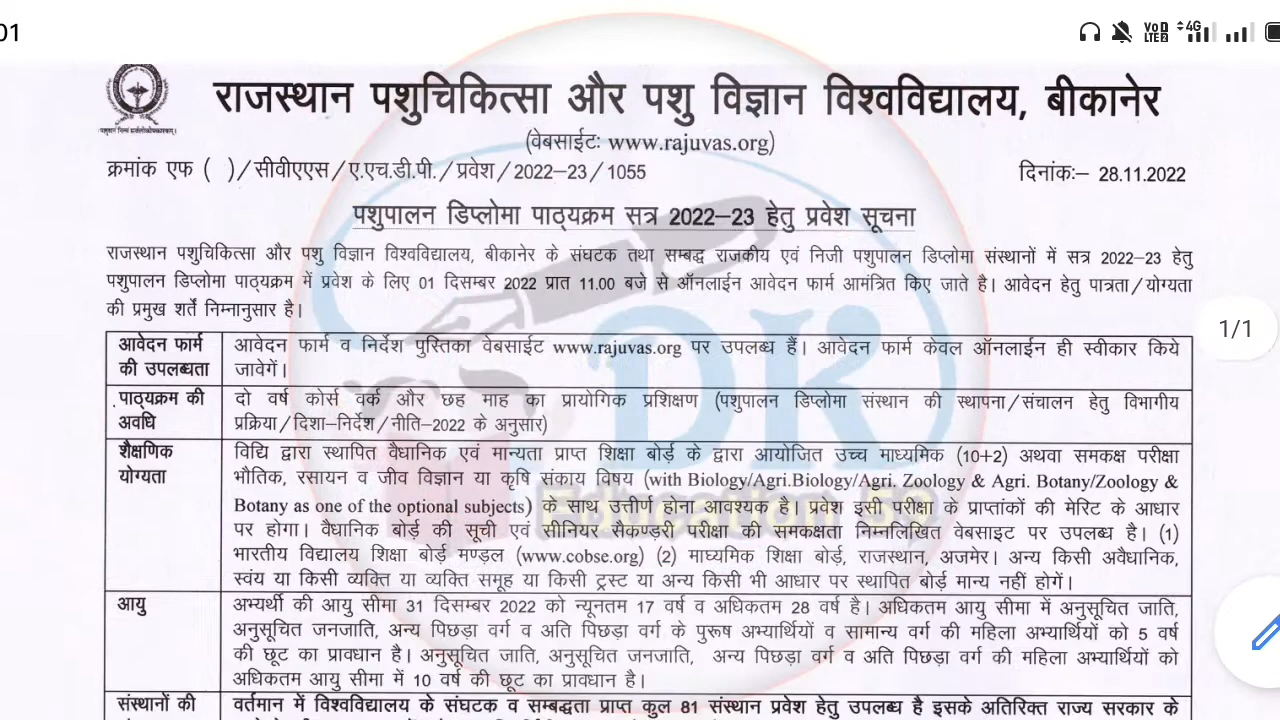 01
VoD 4G
LTE2
राजस्थान पशुचिकित्सा और पशु विज्ञान विश्वविद्यालय, बीकानेर
(वेबसाईटः www.rajuvas.org)
क्रमांक एफ ( )/सीवीएएस/ए.एच.डी.पी./प्रवेश/2022–23/1055 दिनांकः– 28.11.2022
पशुपालन डिप्लोमा पाठ्यक्रम सत्र 2022–23 हेतु प्रवेश सूचना
राजस्थान पशुचिकित्सा और पशु विज्ञान विश्वविद्यालय, बीकानेर के संघटक तथा सम्बद्ध राजकीय एवं निजी पशुपालन डिप्लोमा संस्थानों में सत्र 2022–23 हेतु
पशुपालन डिप्लोमा पाठ्यक्रम में प्रवेश के लिए 01 दिसम्बर 2022 प्रात 11.00 बजे से ऑनलाईन आवेदन फार्म आमंत्रित किए जाते है। आवेदन हेतु पात्रता/योग्यता
की प्रमुख शर्तें निम्नानुसार है।
1/1
आवेदन फार्म की उपलब्धता
आवेदन फार्म व निर्देश पुस्तिका वेबसाईट www.rajuvas.org पर उपलब्ध हैं। आवेदन फार्म केवल ऑनलाईन ही स्वीकार किये
जावेगें।
पाठ्यक्रम की अवधि
दो वर्ष कोर्स वर्क और छह माह का प्रायोगिक प्रशिक्षण (पशुपालन डिप्लोमा संस्थान की स्थापना/संचालन हेतु विभागीय
प्रक्रिया/दिशा–निर्देश/नीति–2022 के अनुसार)
शैक्षणिक योग्यता
विद्यि द्वारा स्थापित वैधानिक एवं मान्यता प्राप्त शिक्षा बोर्ड के द्वारा आयोजित उच्च माध्यमिक (10+2) अथवा समकक्ष परीक्षा
भौतिक, रसायन व जीव विज्ञान या कृषि संकाय विषय (with Biology/Agri.Biology/Agri. Zoology & Agri. Botany/Zoology &
Botany as one of the optional subjects) के साथ उत्तीर्ण होना आवश्यक है। प्रवेश इसी परीक्षा के प्राप्तांकों की मेरिट के आधार
पर होगा। वैधानिक बोर्ड की सूची एवं सीनियर सैकण्ड़री परीक्षा की समकक्षता निम्नलिखित वेबसाइट पर उपलब्ध है। (1)
भारतीय विद्यालय शिक्षा बोर्ड़ मण्ड़ल (www.cobse.org) (2) माघ्यमिक शिक्षा बोर्ड़, राजस्थान, अजमेर। अन्य किसी अवैधानिक,
स्वंय या किसी व्यक्ति या व्यक्ति समूह या किसी ट्रस्ट या अन्य किसी भी आधार पर स्थापित बोर्ड़ मान्य नहीं होगें।
आयु
अभ्यर्थी की आयु सीमा 31 दिसम्बर 2022 को न्यूनतम 17 वर्ष व अधिकतम 28 वर्ष है। अधिकतम आयु सीमा में अनुसूचित जाति,
अनुसूचित जनजाति, अन्य पिछड़ा वर्ग व अति पिछड़ा वर्ग के पुरूष अभ्यार्थियों व सामान्य वर्ग की महिला अभ्यार्थियों को 5 वर्ष
की छूट का प्रावधान है। अनुसूचित जाति, अनुसूचित जनजाति, अन्य पिछड़ा वर्ग व अति पिछड़ा वर्ग की महिला अभ्यार्थियों को
अधिकतम आयु सीमा में 10 वर्ष की छूट का प्रावधान है।
संस्थानों की
वर्तमान में विश्वविद्यालय के संघटक व सम्बद्धता प्राप्त कुल 81 संस्थान प्रवेश हेतु उपलब्ध है इसके अतिरिक्त राज्य सरकार के
DK
Education